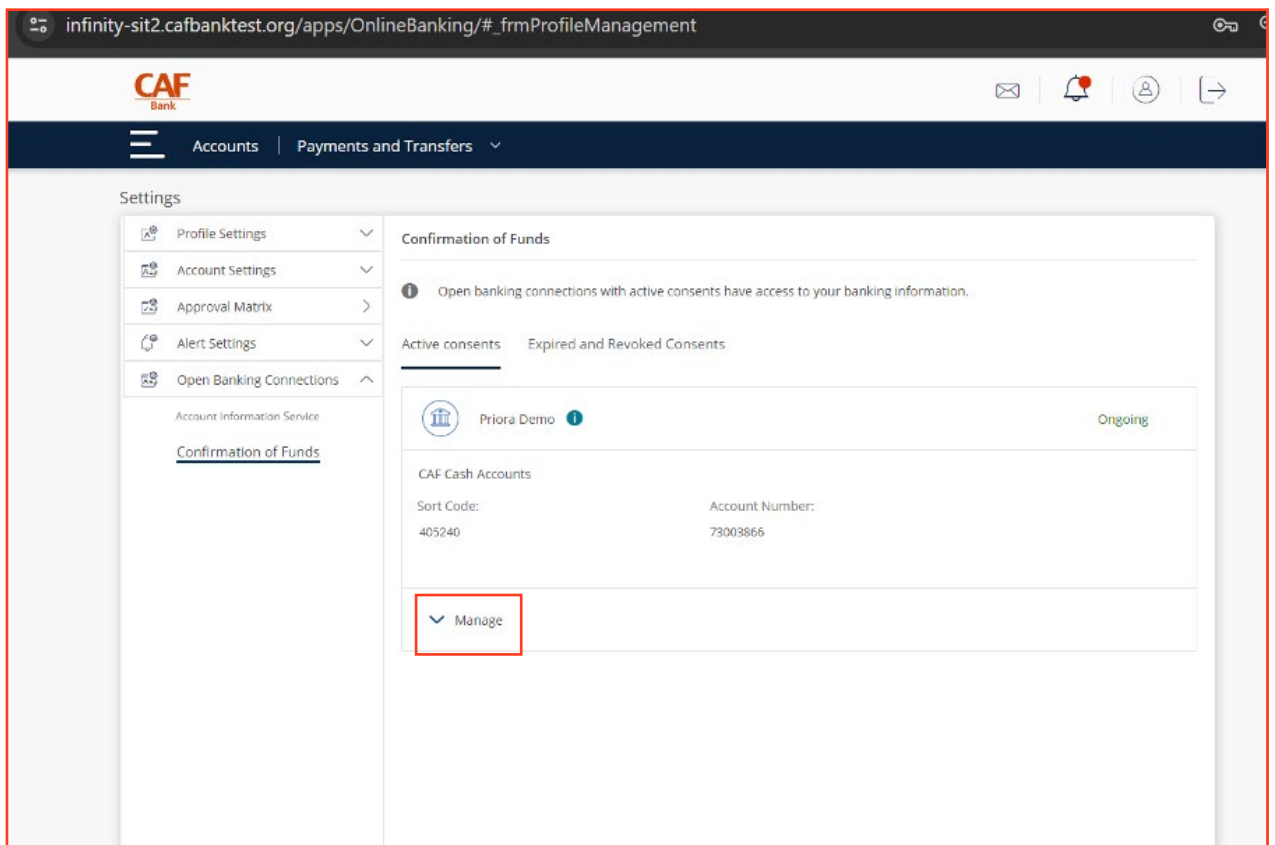 infinity-sit2.cafbanktest.org/apps/OnlineBanking/#_frmProfileManagement
CAF
Bank
Accounts | Payments and Transfers
Settings
Profile Settings
Account Settings
Approval Matrix
Alert Settings
Open Banking Connections
Account Information Service
Confirmation of Funds
Confirmation of Funds
Open banking connections with active consents have access to your banking information.
Active consents Expired and Revoked Consents
Priora Demo Ongoing
CAF Cash Accounts
Sort Code: Account Number:
405240 73003866
Manage